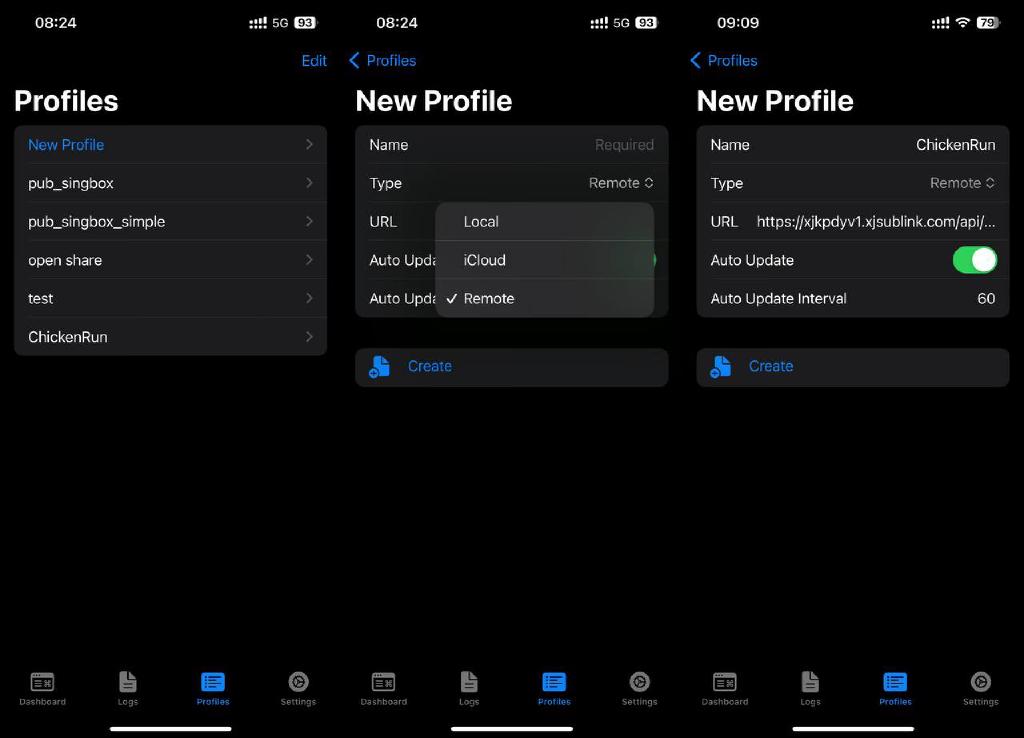 08:24
5G 93
Edit
Profiles
New Profile
pub_singbox
pub_singbox_simple
open share
test
ChickenRun
Dashboard
Logs
Profiles
Settings
08:24
5G 93
Profiles
New Profile
Name Required
Type Remote
URL
Local
Auto Upda
iCloud
Auto Upda
Remote
Create
Dashboard
Logs
Profiles
Settings
09:09
79
Profiles
New Profile
Name ChickenRun
Type Remote
URL https://xjkpdyv1.xjsublink.com/api/...
Auto Update
Auto Update Interval 60
Create
Dashboard
Logs
Profiles
Settings